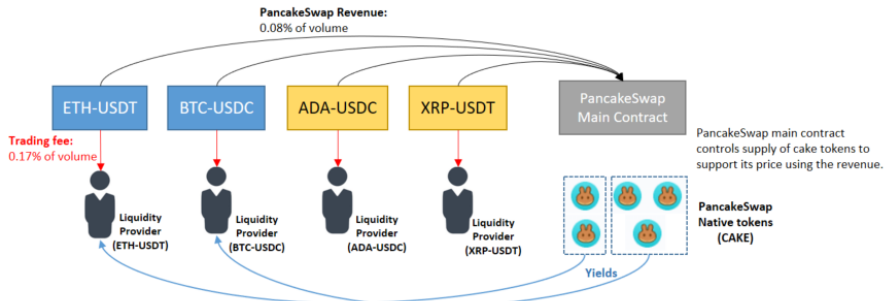 PancakeSwap Revenue:
0.08% of volume
ETH-USDT
BTC-USDC
ADA-USDC
XRP-USDT
PancakeSwap
Main Contract
Trading fee:
0.17% of volume
PancakeSwap main contract
controls supply of cake tokens to
support its price using the revenue.
Liquidity
Provider
(ETH-USDT)
Liquidity
Provider
(BTC-USDC)
Liquidity
Provider
(ADA-USDC)
Liquidity
Provider
(XRP-USDT)
PancakeSwap
Native tokens
(CAKE)
Yields